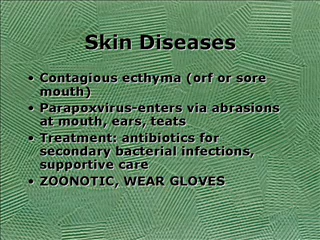 Skin Diseases
• Contagious ecthyma (orf or sore
mouth)
• Parapoxvirus-enters via abrasions
at mouth, ears, teats
• Treatment: antibiotics for
secondary bacterial infections,
supportive care
• ZOONOTIC, WEAR GLOVES